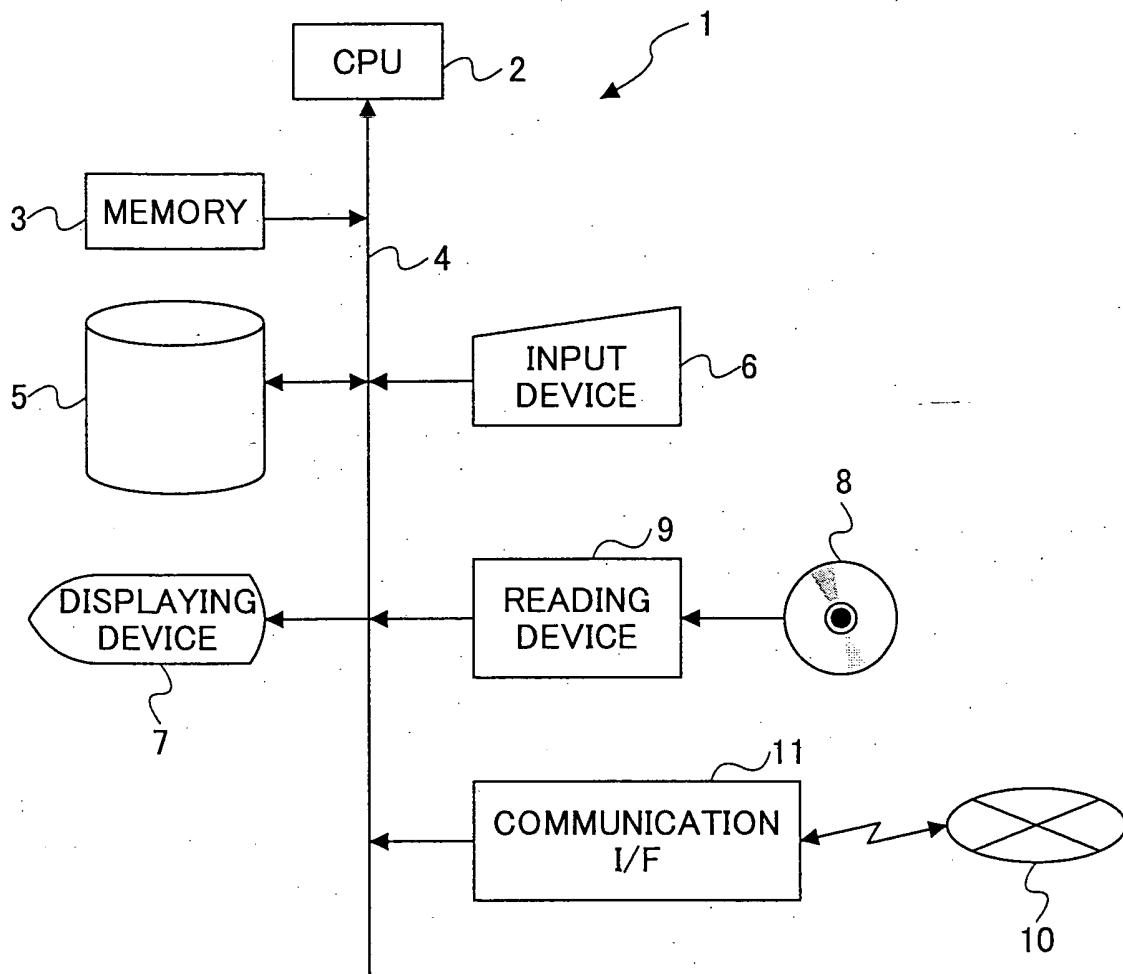 1
CPU
2
3
MEMORY
4
5
INPUT
DEVICE
6
8
9
DISPLAYING
DEVICE
READING
DEVICE
7
11
COMMUNICATION
I/F
10